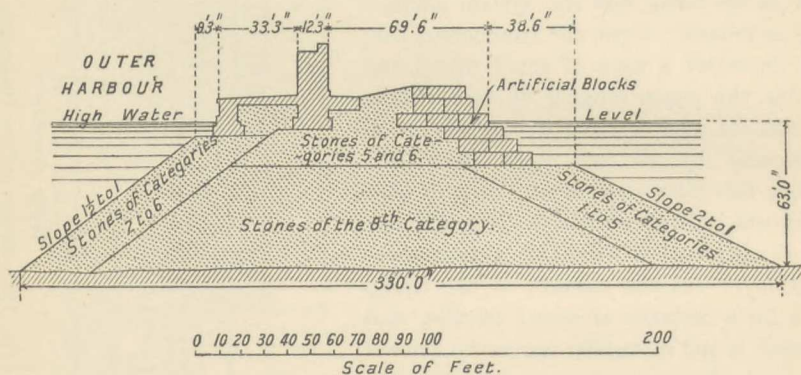 8'.3" 33'.3" 12'.3" 69'.6" 38'.6"
OUTER
HARBOUR
High Water
Artificial Blocks
Level
Stones of Cate-
-gories 5 and 6.
Slope 1½ to 1
Stones of Categories
2 to 6
Stones of the 8th Category.
Slope 2 to 1
Stones of Categories
1 to 5
63'.0"
330'.0"
0 10 20 30 40 50 60 70 80 90 100 200
Scale of Feet.